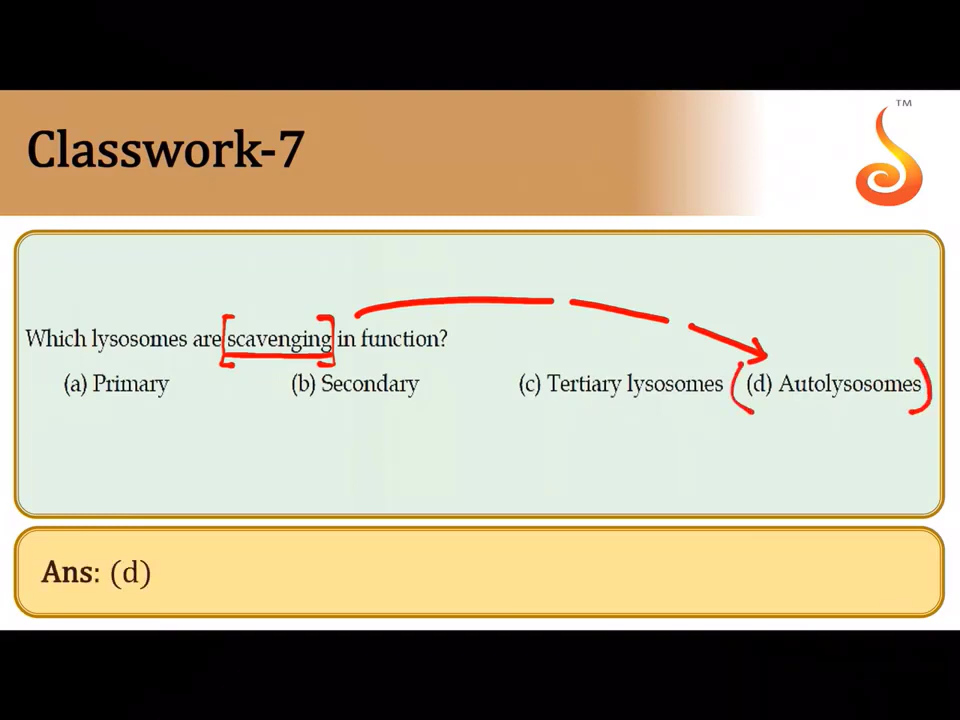 TM
Classwork-7
Which lysosomes are scavenging in function?
(a) Primary (b) Secondary (c) Tertiary lysosomes (d) Autolysosomes
Ans: (d)